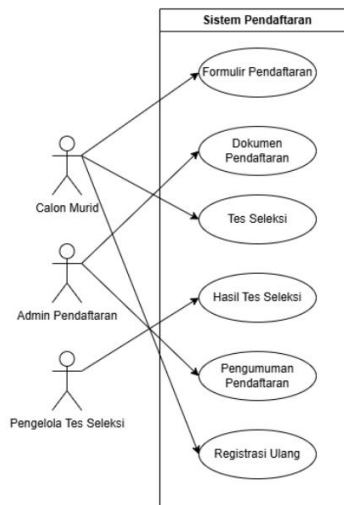 Sistem Pendaftaran
Formulir Pendaftaran
Dokumen
Pendaftaran
Calon Murid
Tes Seleksi
Admin Pendaftaran
Hasil Tes Seleksi
Pengelola Tes Seleksi
Pengumuman
Pendaftaran
Registrasi Ulang